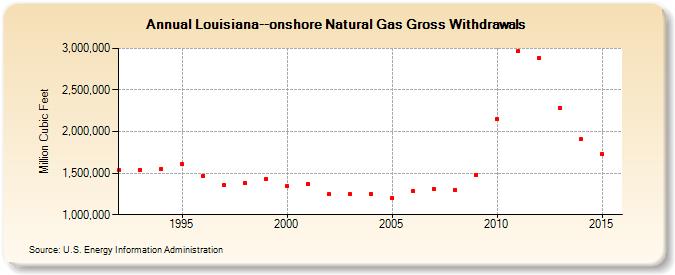 Annual Louisiana--onshore Natural Gas Gross Withdrawals
Million Cubic Feet
3,000,000
2,500,000
2,000,000
1,500,000
1,000,000
1995 2000 2005 2010 2015
Source: U.S. Energy Information Administration